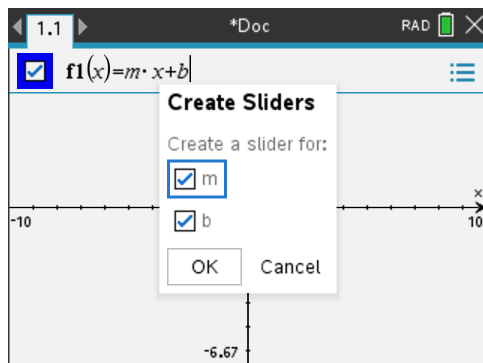 1.1 *Doc RAD
f1(x)=m· x+b
Create Sliders
Create a slider for:
m
b
OK Cancel
x
-10 10
-6.67